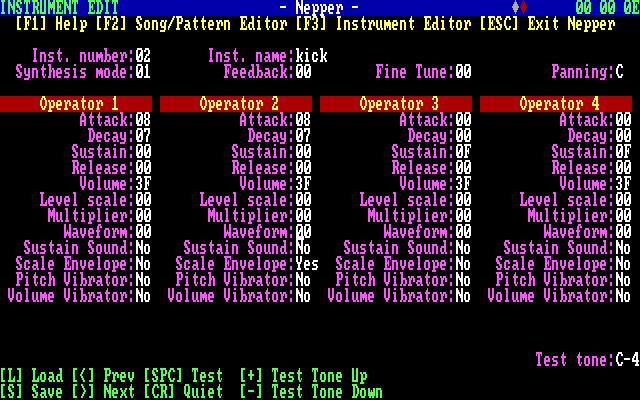 INSTRUMENT EDIT - Nepper - 00 00 0E
[F1] Help [F2] Song/Pattern Editor [F3] Instrument Editor [ESC] Exit Nepper
Inst. number:02 Inst. name:kick
Synthesis mode:01 Feedback:00 Fine Tune:00 Panning:C
Operator 1 Operator 2 Operator 3 Operator 4
Attack:08 Attack:08 Attack:00 Attack:00
Decay:07 Decay:07 Decay:00 Decay:00
Sustain:00 Sustain:00 Sustain:0F Sustain:0F
Release:00 Release:00 Release:00 Release:00
Volume:3F Volume:3F Volume:3F Volume:3F
Level scale:00 Level scale:00 Level scale:00 Level scale:00
Multiplier:00 Multiplier:00 Multiplier:00 Multiplier:00
Waveform:00 Waveform:00 Waveform:00 Waveform:00
Sustain Sound:No Sustain Sound:No Sustain Sound:No Sustain Sound:No
Scale Envelope:No Scale Envelope:Yes Scale Envelope:No Scale Envelope:No
Pitch Vibrator:No Pitch Vibrator:No Pitch Vibrator:No Pitch Vibrator:No
Volume Vibrator:No Volume Vibrator:No Volume Vibrator:No Volume Vibrator:No
Test tone:C-4
[L] Load [<] Prev [SPC] Test [+] Test Tone Up
[S] Save [>] Next [CR] Quiet [-] Test Tone Down